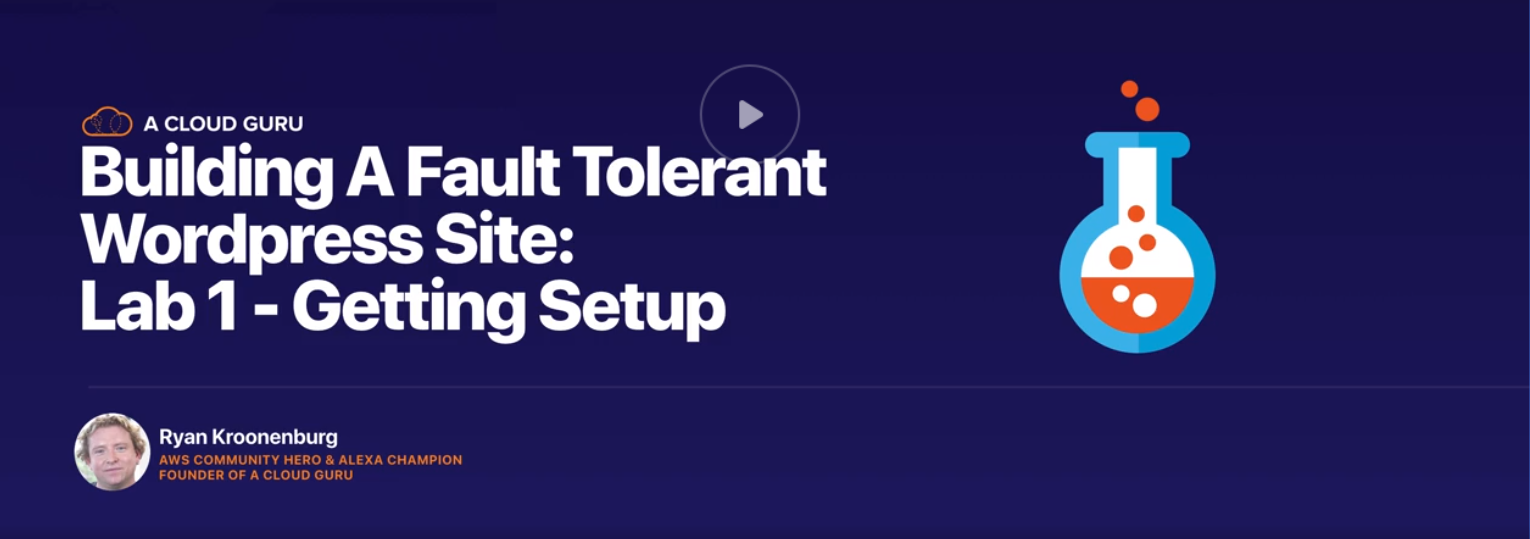 A CLOUD GURU
Building A Fault Tolerant
Wordpress Site:
Lab 1 - Getting Setup
Ryan Kroonenburg
AWS COMMUNITY HERO & ALEXA CHAMPION
FOUNDER OF A CLOUD GURU